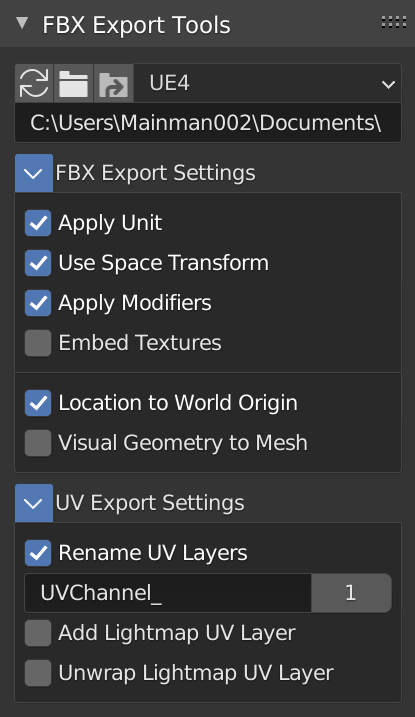 FBX Export Tools
UE4
C:\Users\Mainman002\Documents\
FBX Export Settings
Apply Unit
Use Space Transform
Apply Modifiers
Embed Textures
Location to World Origin
Visual Geometry to Mesh
UV Export Settings
Rename UV Layers
UVChannel_ 1
Add Lightmap UV Layer
Unwrap Lightmap UV Layer